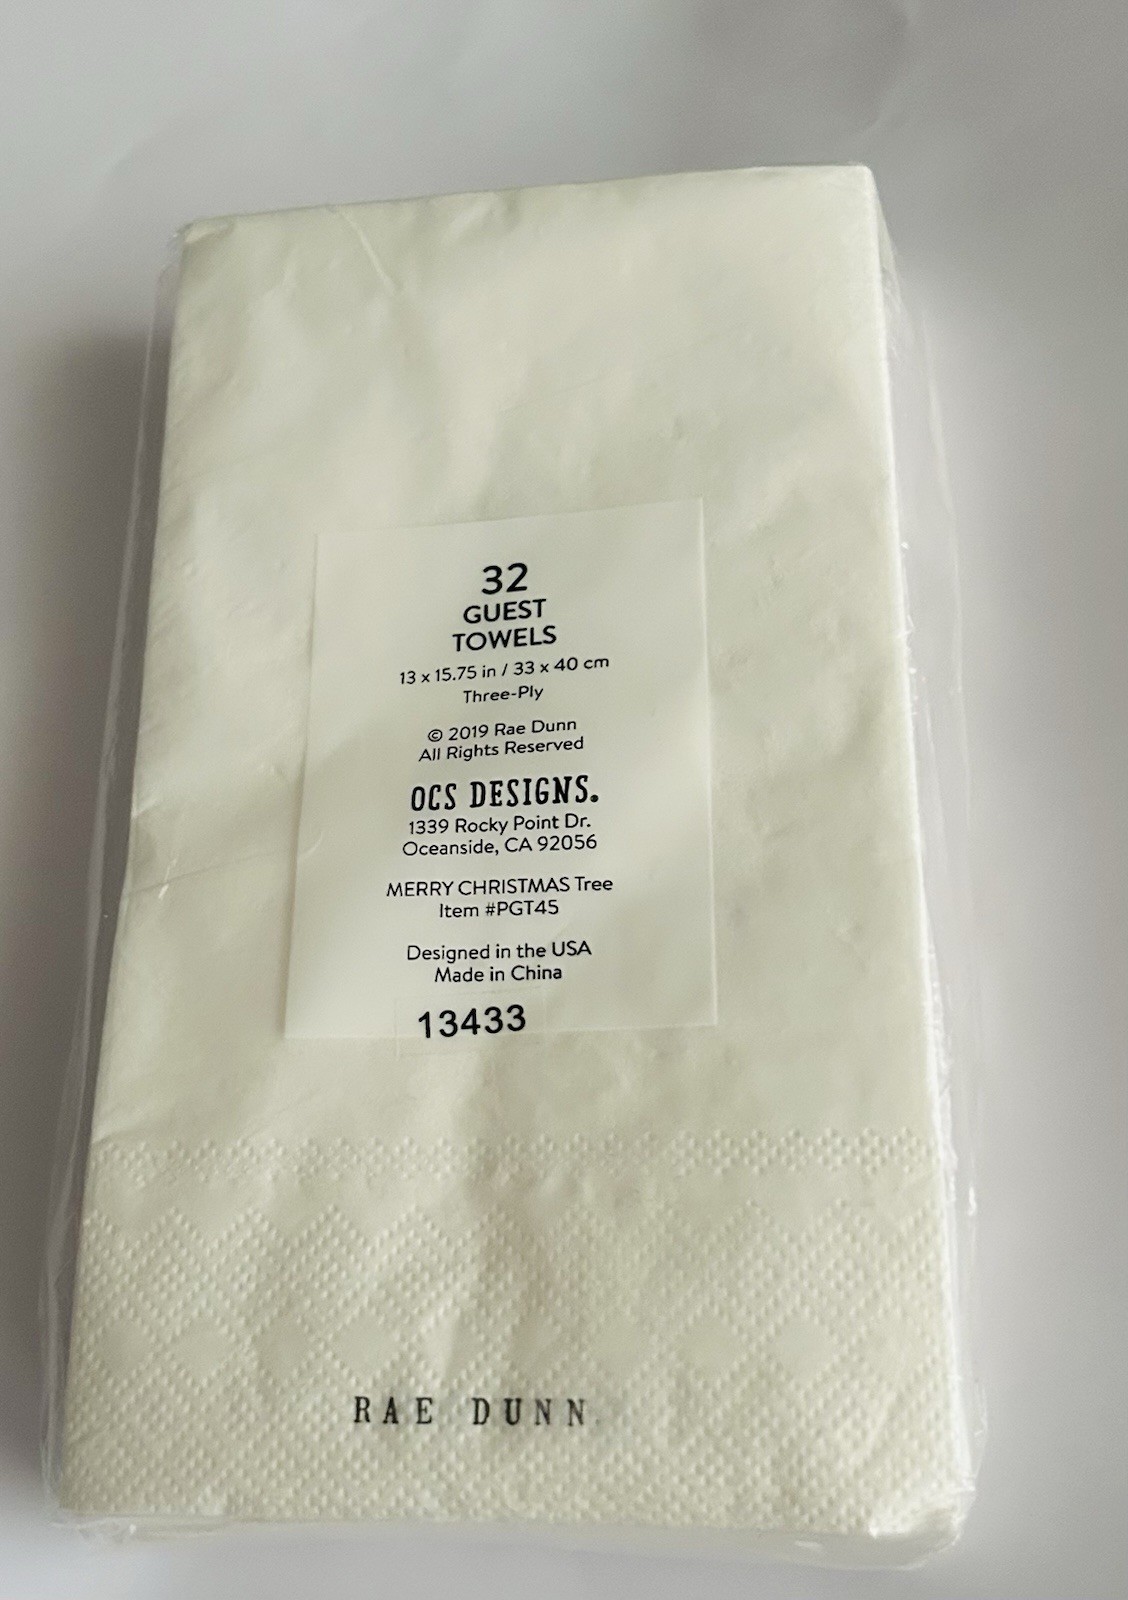 32
GUEST
TOWELS
13 x 15.75 in / 33 x 40 cm
Three-Ply
© 2019 Rae Dunn
All Rights Reserved
OCS DESIGNS.
1339 Rocky Point Dr.
Oceanside, CA 92056
MERRY CHRISTMAS Tree
Item #PGT45
Designed in the USA
Made in China
13433
RAE DUNN